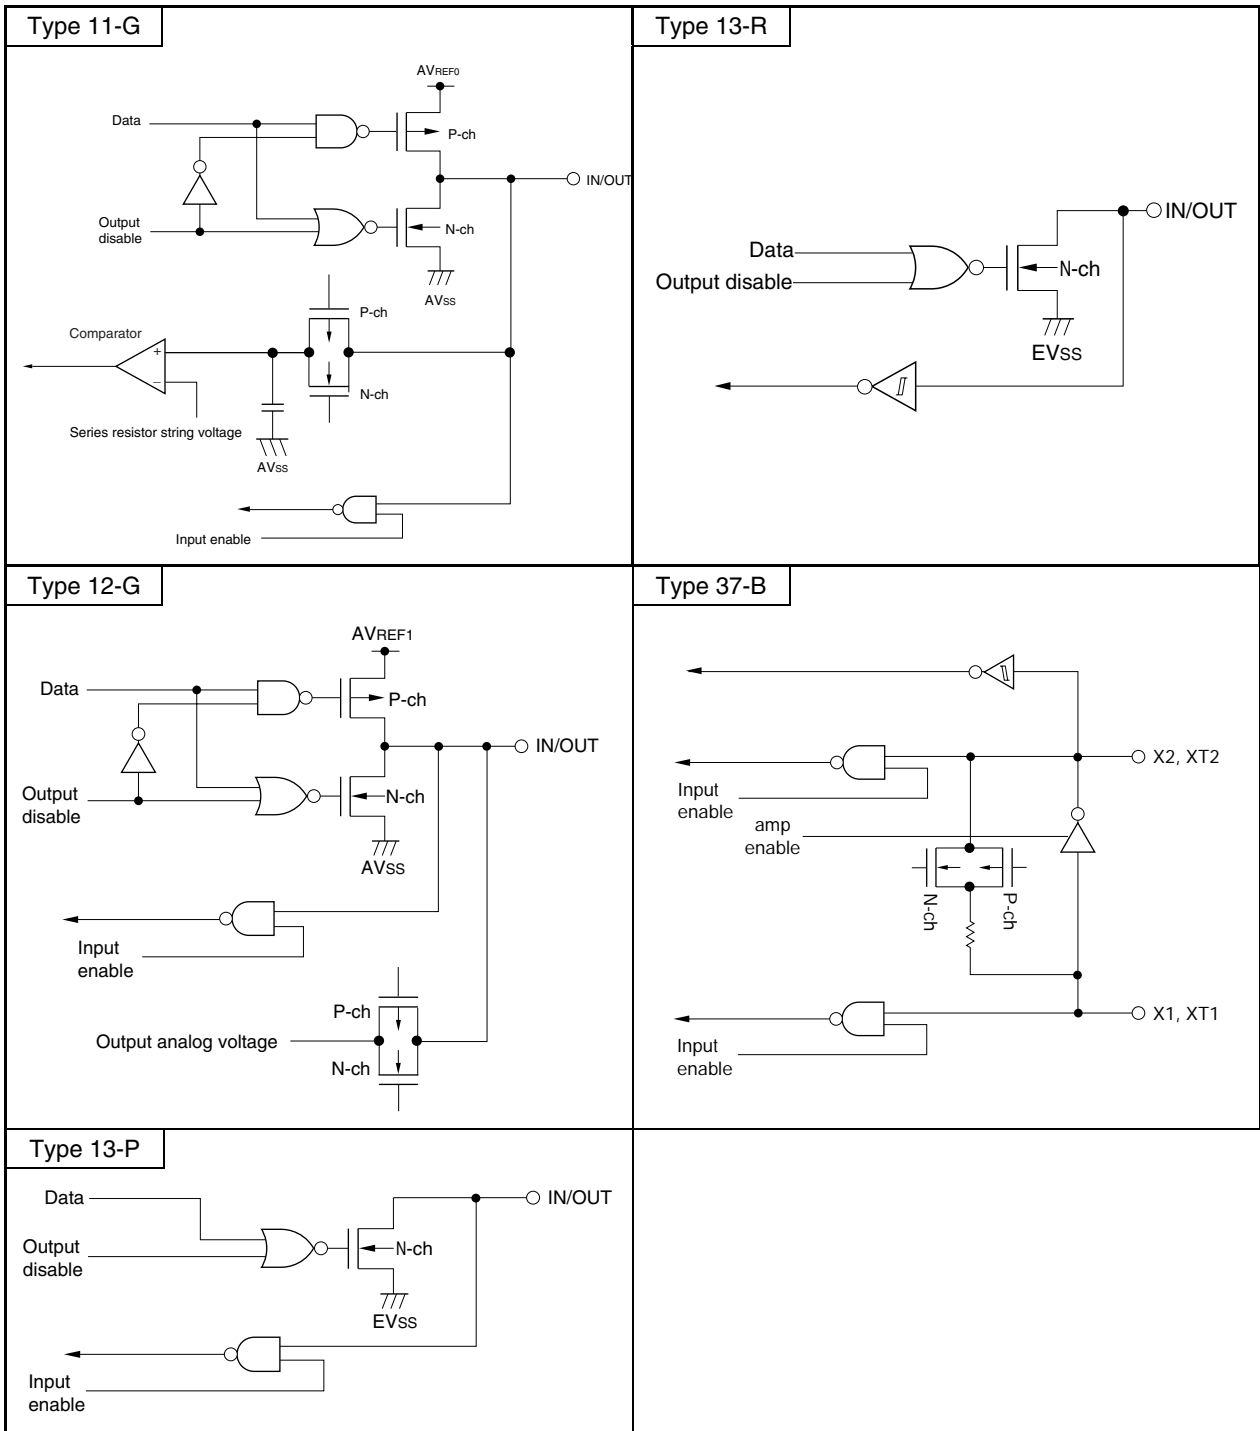 Type 11-G
AVREF0
Data
P-ch
IN/OUT
Output
disable
N-ch
AVSS
P-ch
Comparator
+
−
N-ch
Series resistor string voltage
AVSS
Input enable
Type 13-R
IN/OUT
Data
N-ch
Output disable
EVSS
Type 12-G
AVREF1
Data
P-ch
IN/OUT
Output
disable
N-ch
AVSS
Input
enable
P-ch
Output analog voltage
N-ch
Type 37-B
X2, XT2
Input
enable
amp
enable
N-ch
P-ch
X1, XT1
Input
enable
Type 13-P
Data
IN/OUT
Output
disable
N-ch
EVSS
Input
enable